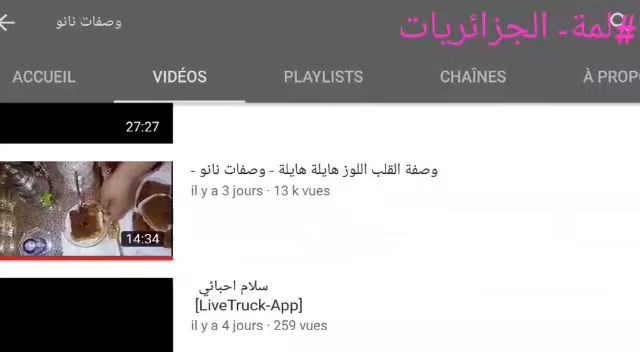 وصفات نانو
#لمة- الجزائريات
ACCUEIL
VIDÉOS
PLAYLISTS
CHAÎNES
À PROP
27:27
وصفة القلب اللوز هايلة هايلة - وصفات نانو -
il y a 3 jours · 13 k vues
14:34
سلام احبائي
[LiveTruck-App]
il y a 4 jours · 259 vues